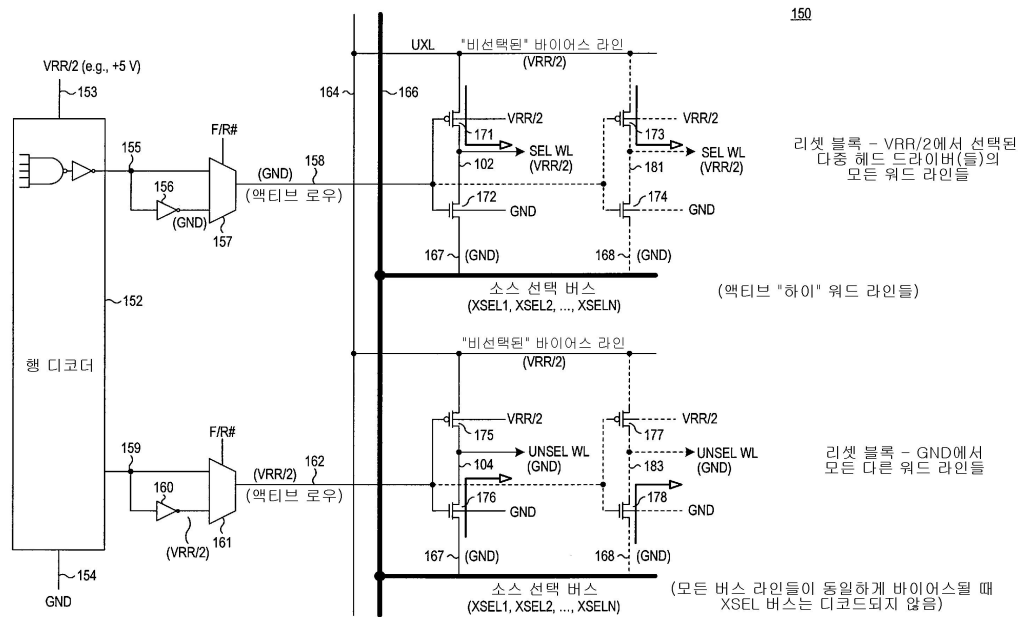 150
VRR/2 (e.g., +5 V)
153
155
156
(GND)
157
F/R#
(GND)
158
(액티브 로우)
152
행 디코더
154
GND
159
160
(VRR/2)
161
F/R#
(VRR/2)
162
(액티브 로우)
164
166
UXL
"비선택된" 바이어스 라인
(VRR/2)
VRR/2
171
SEL WL
(VRR/2)
102
172
GND
167
(GND)
VRR/2
173
SEL WL
(VRR/2)
181
174
GND
168
(GND)
소스 선택 버스
(XSEL1, XSEL2, ..., XSELN)
리셋 블록 – VRR/2에서 선택된
다중 헤드 드라이버(들)의
모든 워드 라인들
(액티브 "하이" 워드 라인들)
"비선택된" 바이어스 라인
(VRR/2)
VRR/2
175
UNSEL WL
(GND)
104
176
GND
167
(GND)
VRR/2
177
UNSEL WL
(GND)
183
178
GND
168
(GND)
소스 선택 버스
(XSEL1, XSEL2, ..., XSELN)
리셋 블록 – GND에서
모든 다른 워드 라인들
(모든 버스 라인들이 동일하게 바이어스될 때
XSEL 버스는 디코드되지 않음)